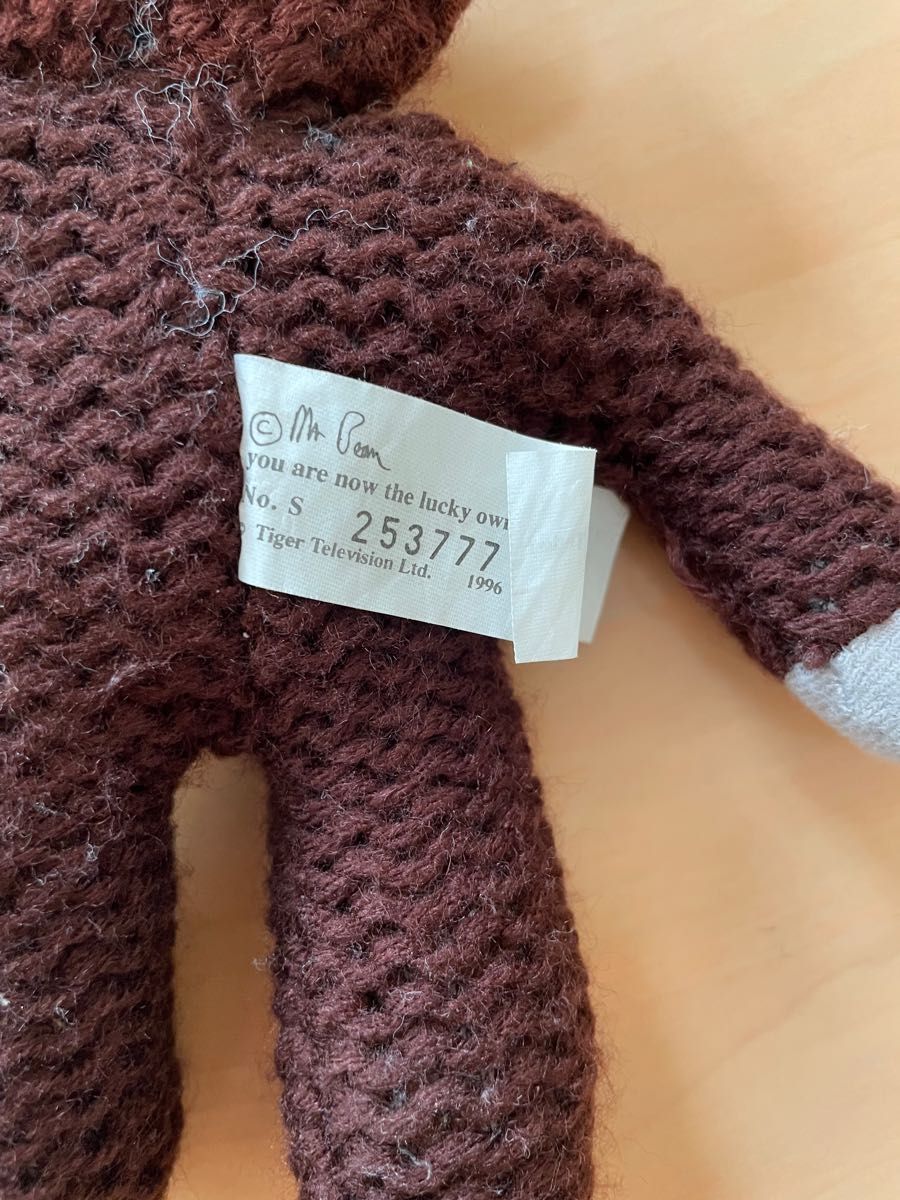 © Mr Bean
you are now the lucky own
No. S 253777
Tiger Television Ltd. 1996